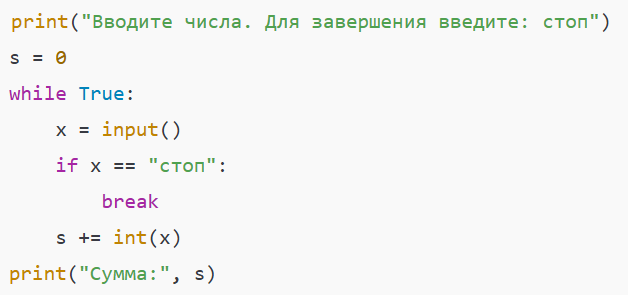 print("Вводите числа. Для завершения введите: стоп")
s = 0
while True:
    x = input()
    if x == "стоп":
        break
    s += int(x)
print("Сумма:", s)